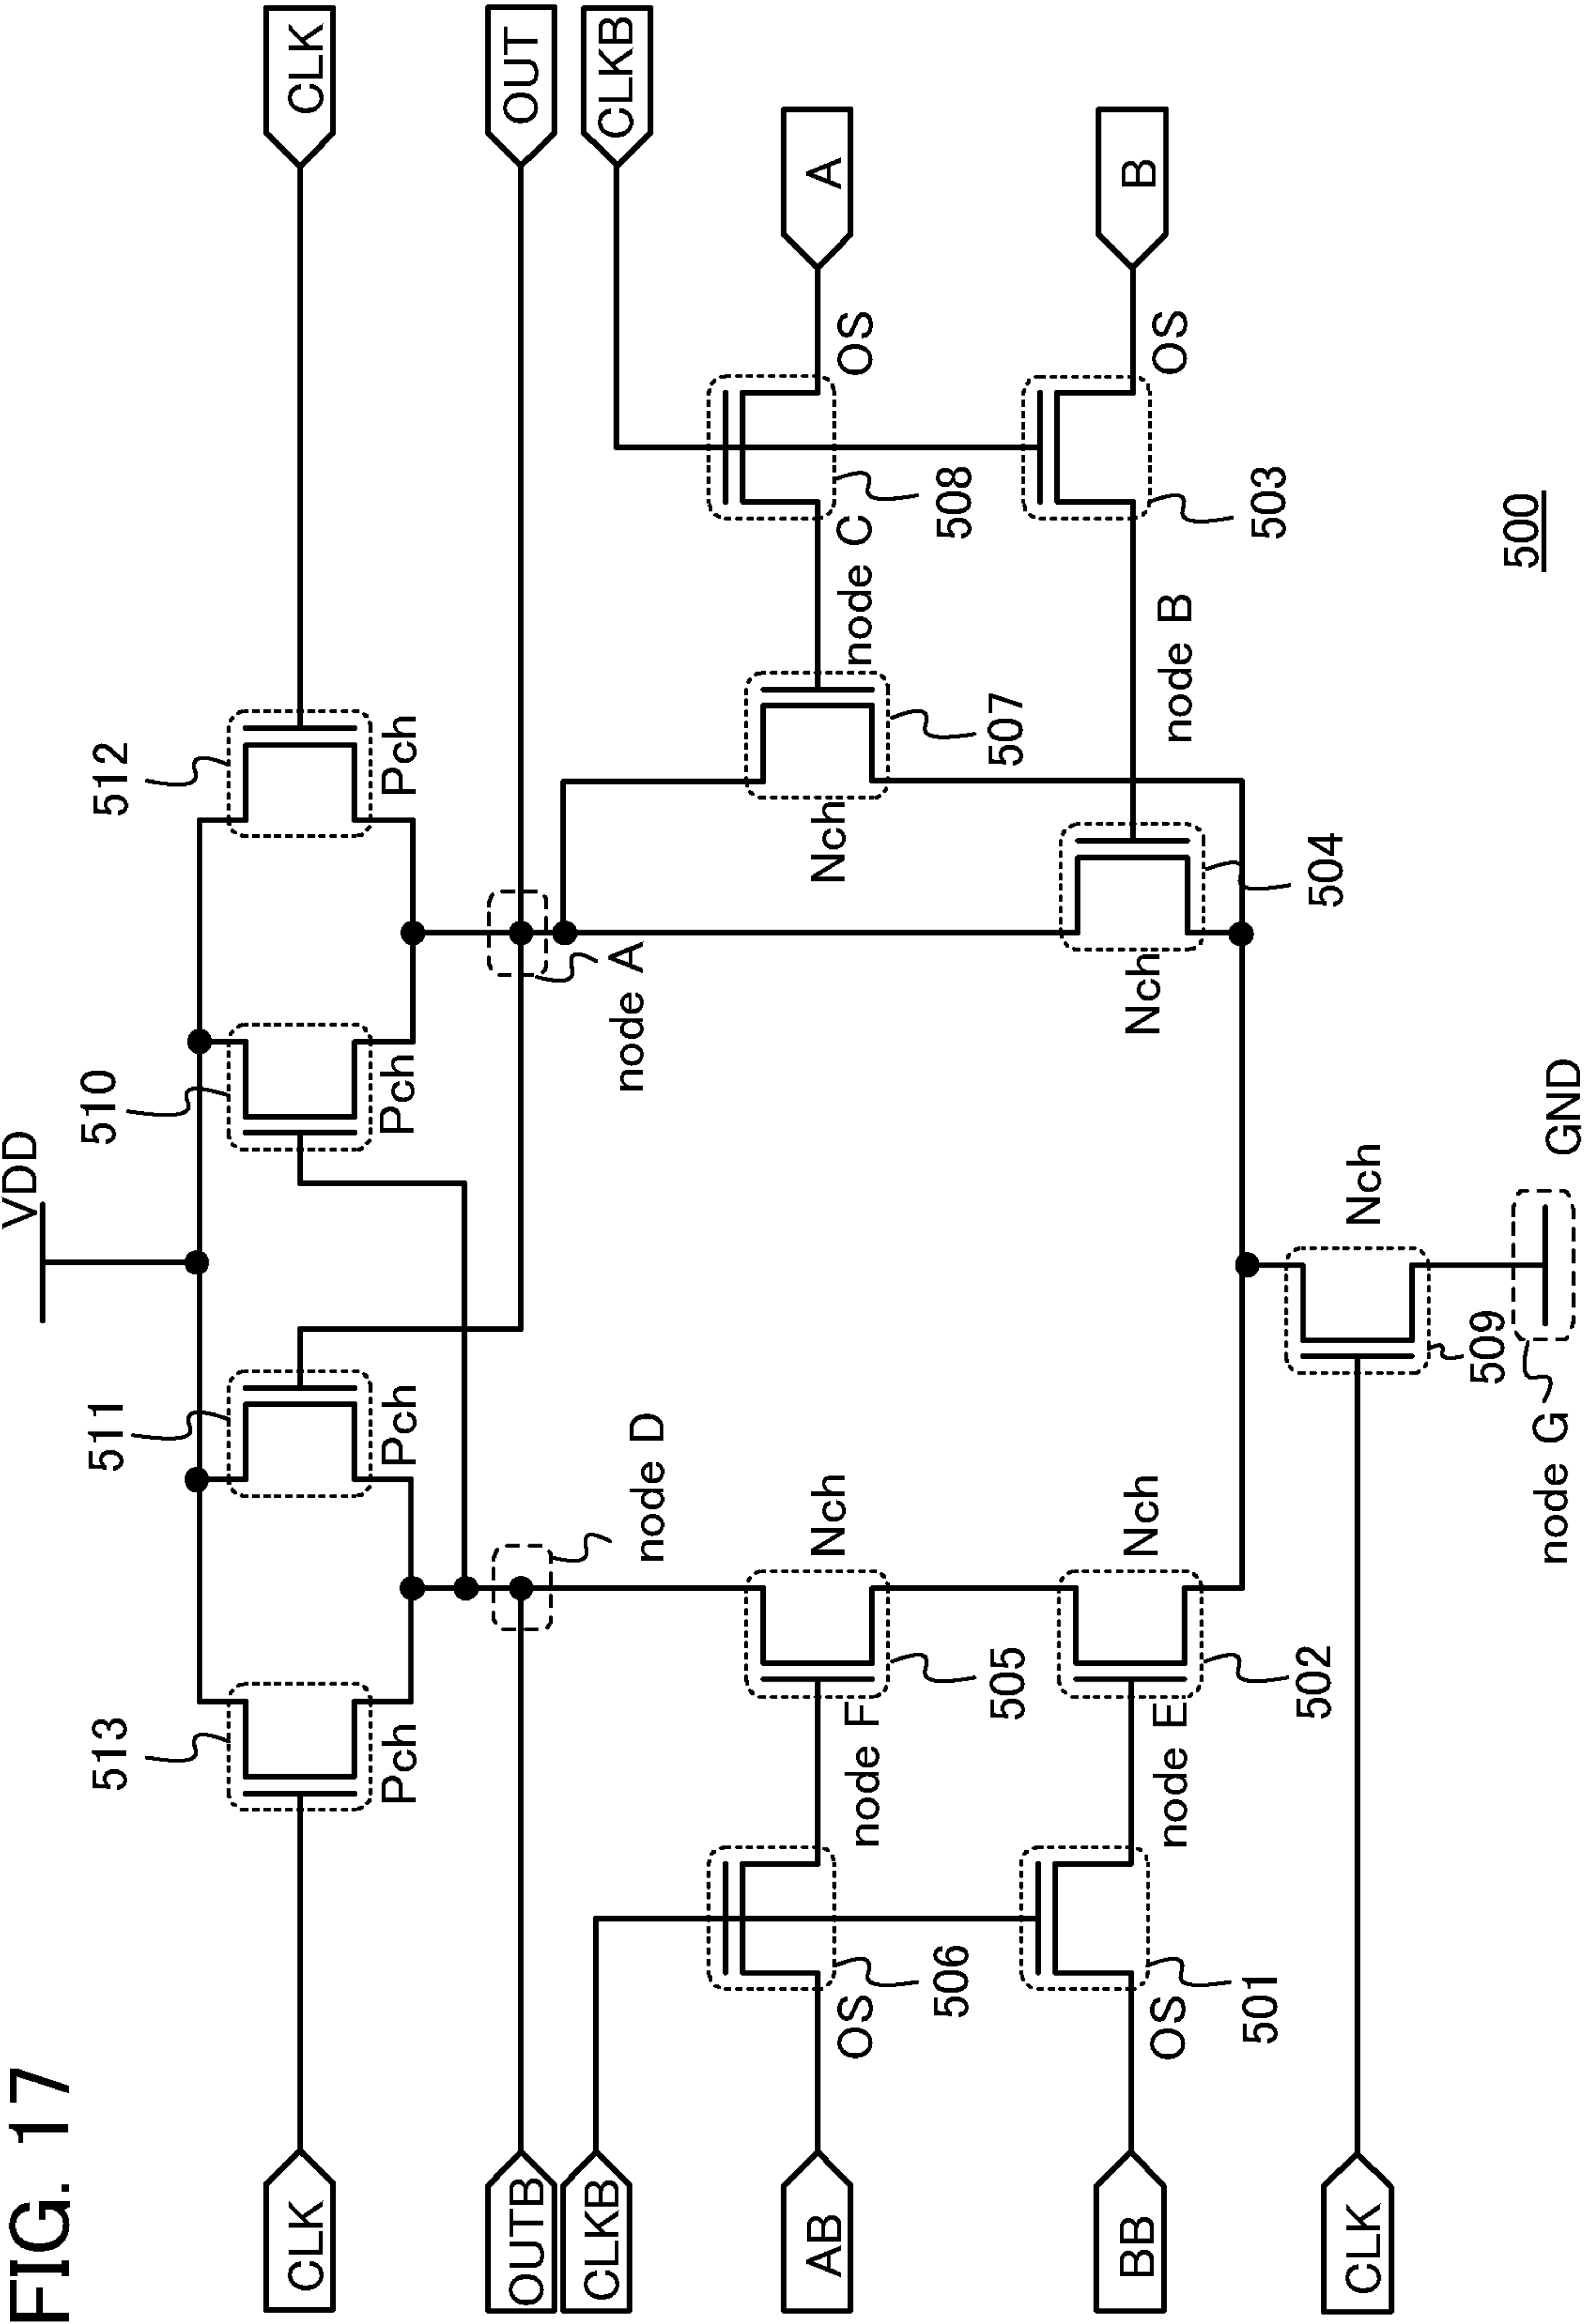 FIG. 17
VDD
513
511
510
512
CLK
Pch
Pch
Pch
Pch
CLK
OUTB
node D
node A
OUT
CLKB
CLKB
AB
OS
506
node F
505
Nch
Nch
507
node C
508
OS
A
BB
OS
501
node E
502
Nch
Nch
504
node B
503
OS
B
CLK
509
Nch
node G
GND
500